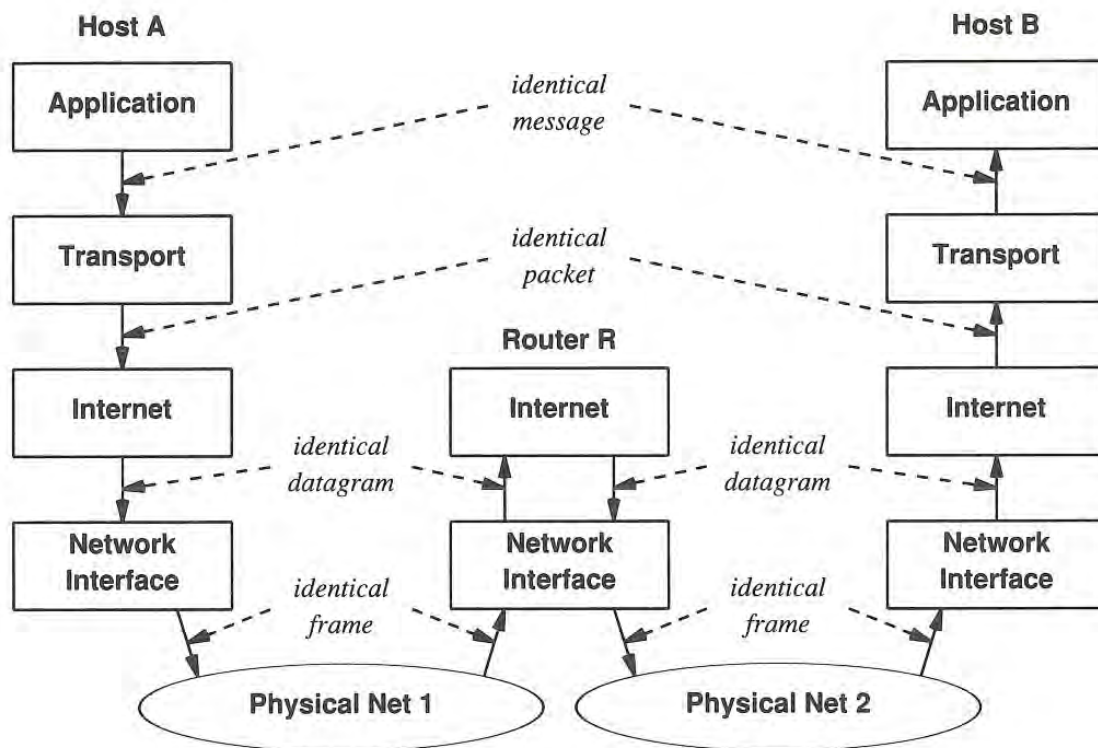 Host A
Host B
Application
identical
message
Application
Transport
identical
packet
Transport
Router R
Internet
Internet
Internet
identical
datagram
identical
datagram
Network
Interface
Network
Interface
Network
Interface
identical
frame
identical
frame
Physical Net 1
Physical Net 2